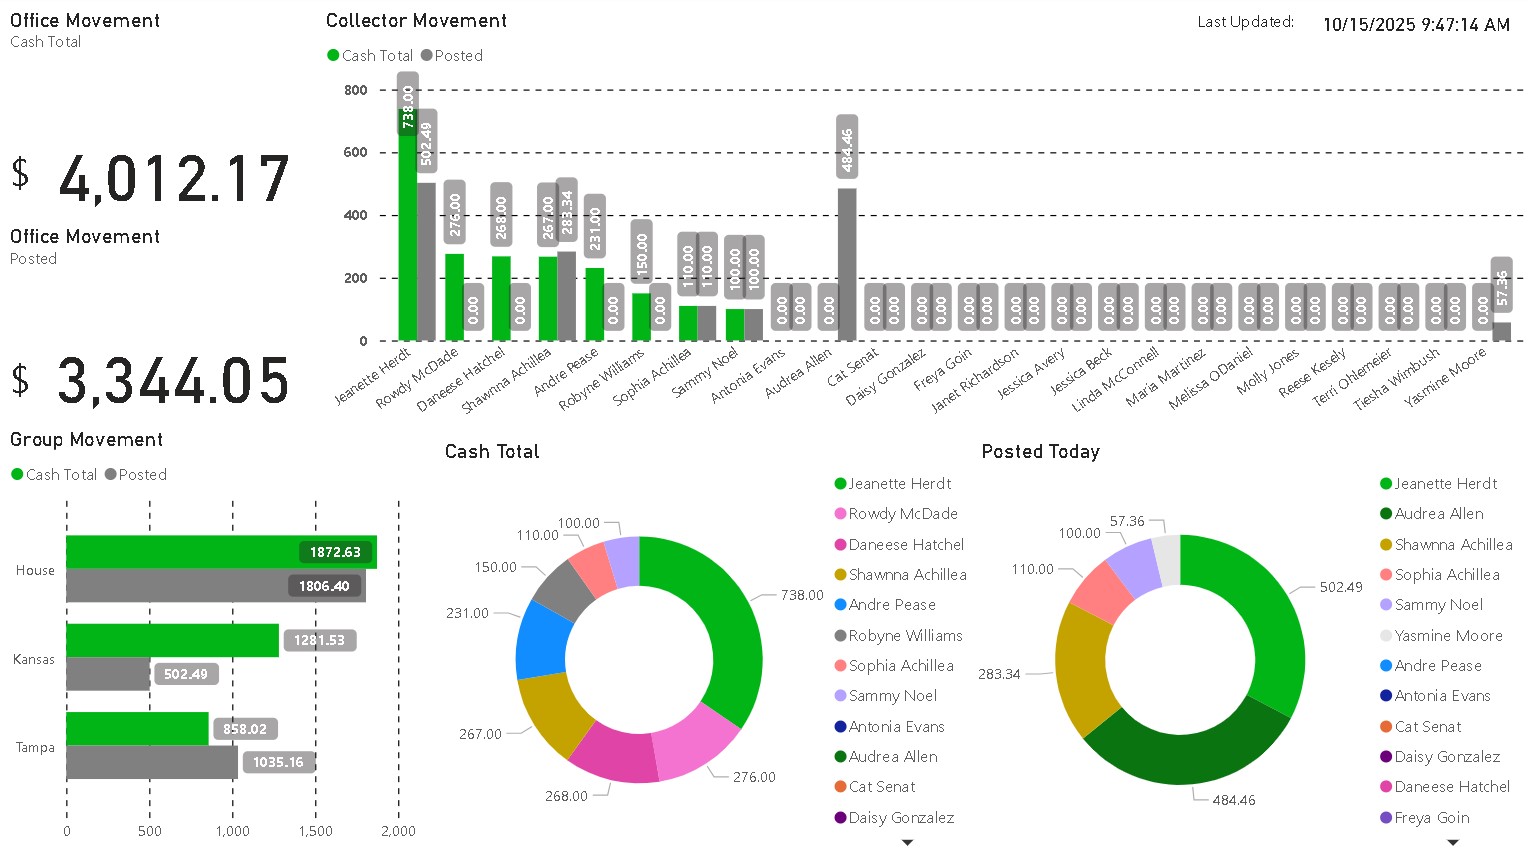 Office Movement
Cash Total
$ 4,012.17
Office Movement
Posted
$ 3,344.05
Collector Movement
Last Updated: 10/15/2025 9:47:14 AM
Cash Total Posted
800
600
400
200
0
738.00 502.49 276.00 0.00 268.00 0.00 267.00 283.34 231.00 0.00 150.00 0.00 110.00 110.00 100.00 100.00 0.00 0.00 0.00 484.46 0.00 0.00 0.00 0.00 0.00 0.00 0.00 0.00 0.00 0.00 0.00 0.00 0.00 0.00 0.00 0.00 0.00 0.00 0.00 0.00 0.00 0.00 0.00 0.00 0.00 0.00 0.00 57.36
Jeanette Herdt
Rowdy McDade
Daneese Hatchel
Shawnna Achillea
Andre Pease
Robyne Williams
Sophia Achillea
Sammy Noel
Antonia Evans
Audrea Allen
Cat Senat
Daisy Gonzalez
Freya Goin
Janet Richardson
Jessica Avery
Jessica Beck
Linda McConnell
Maria Martinez
Melissa ODaniel
Molly Jones
Reese Kesely
Terri Ohlemeier
Tiesha Wimbush
Yasmine Moore
Group Movement
Cash Total Posted
House
1872.63
1806.40
Kansas
1281.53
502.49
Tampa
858.02
1035.16
0 500 1,000 1,500 2,000
Cash Total
738.00
276.00
268.00
267.00
231.00
150.00
110.00
100.00
Jeanette Herdt
Rowdy McDade
Daneese Hatchel
Shawnna Achillea
Andre Pease
Robyne Williams
Sophia Achillea
Sammy Noel
Antonia Evans
Audrea Allen
Cat Senat
Daisy Gonzalez
Posted Today
502.49
484.46
283.34
110.00
100.00
57.36
Jeanette Herdt
Audrea Allen
Shawnna Achillea
Sophia Achillea
Sammy Noel
Yasmine Moore
Andre Pease
Antonia Evans
Cat Senat
Daisy Gonzalez
Daneese Hatchel
Freya Goin